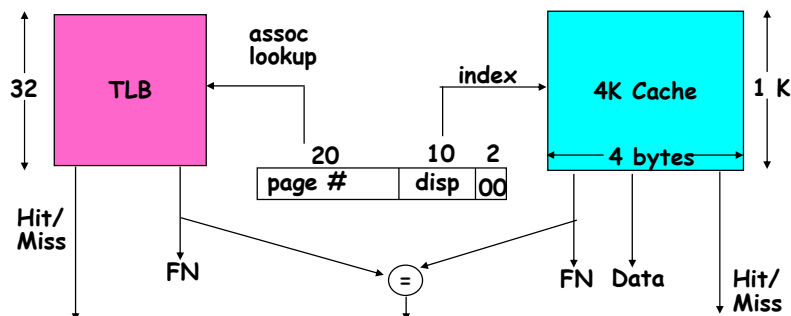 assoc
lookup
32
TLB
index
4K Cache
1 K
20
10
2
4 bytes
page #
disp
00
Hit/
Miss
FN
=
FN
Data
Hit/
Miss